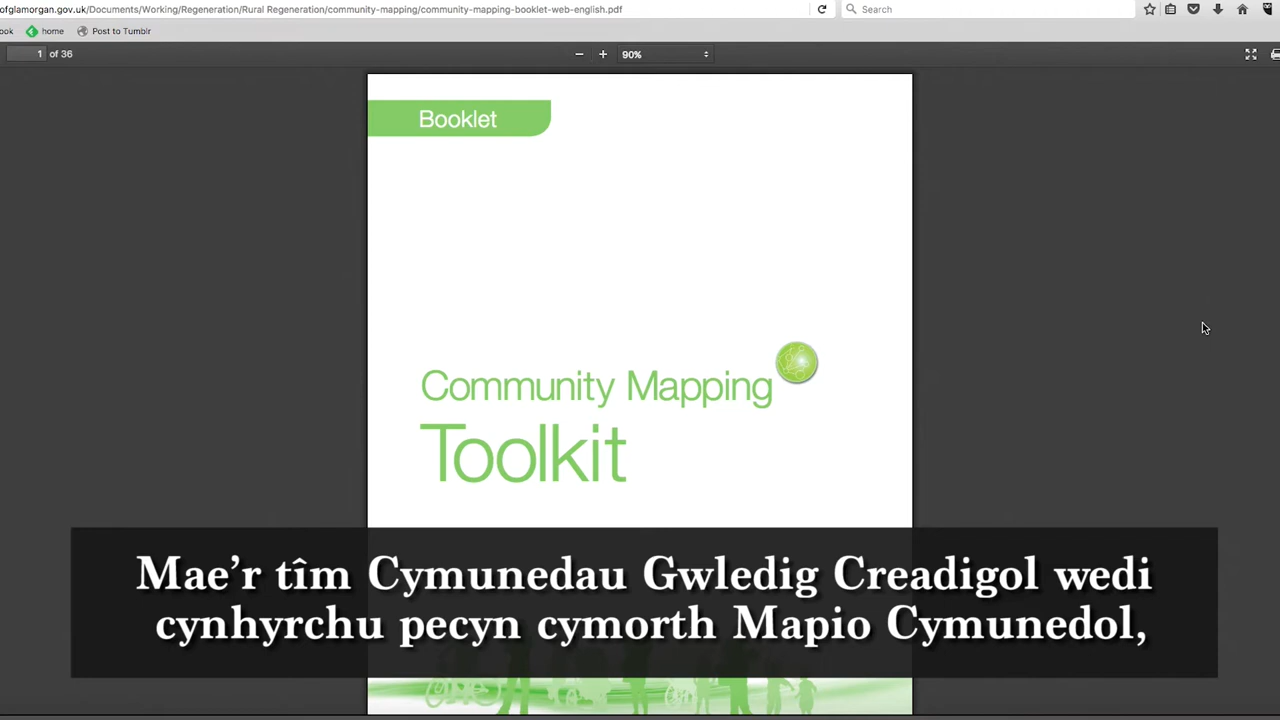 ofglamorgan.gov.uk/Documents/Working/Regeneration/Rural Regeneration/community-mapping/community-mapping-booklet-web-english.pdf
Search
ook home Post to Tumblr
1 of 36
90%
Booklet
Community Mapping
Toolkit
Mae’r tîm Cymunedau Gwledig Creadigol wedi
cynhyrchu pecyn cymorth Mapio Cymunedol,